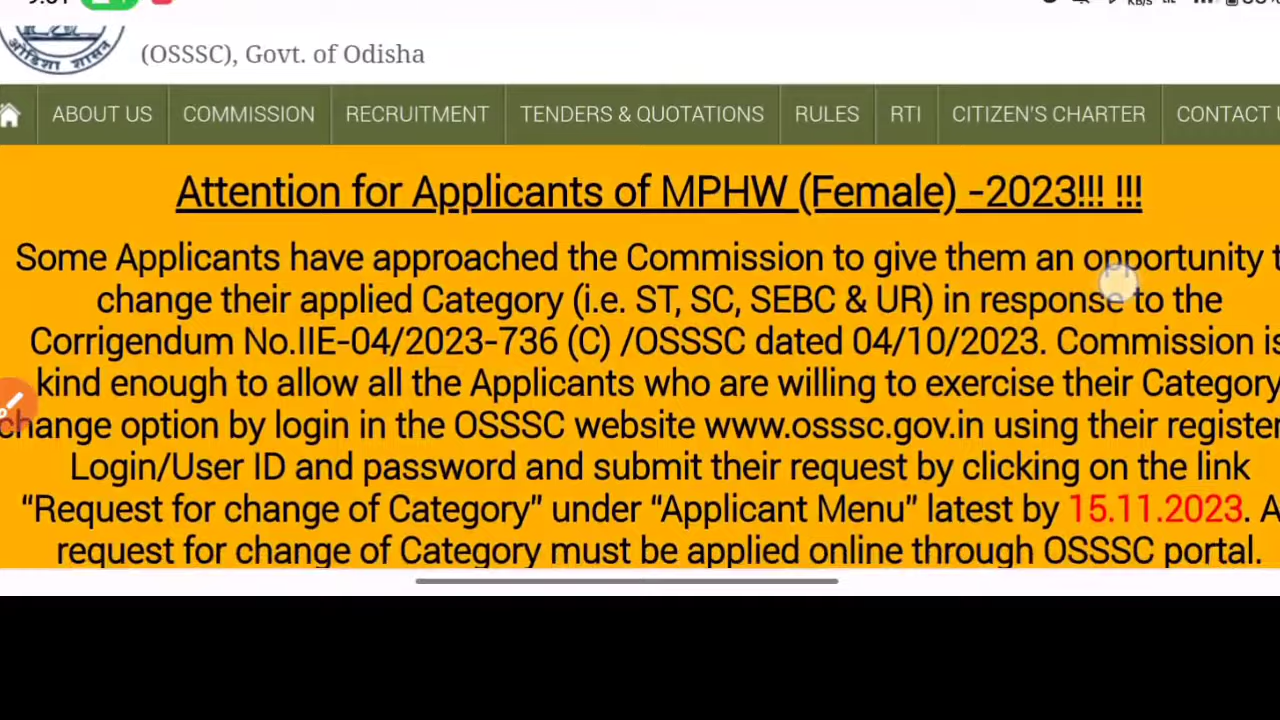 ଓଡ଼ିଶା शासन
(OSSSC), Govt. of Odisha
ABOUT US COMMISSION RECRUITMENT TENDERS & QUOTATIONS RULES RTI CITIZEN'S CHARTER CONTACT
Attention for Applicants of MPHW (Female) -2023!!! !!!
Some Applicants have approached the Commission to give them an opportunity
change their applied Category (i.e. ST, SC, SEBC & UR) in response to the
Corrigendum No.IIE-04/2023-736 (C) /OSSSC dated 04/10/2023. Commission is
kind enough to allow all the Applicants who are willing to exercise their Category
change option by login in the OSSSC website www.osssc.gov.in using their register
Login/User ID and password and submit their request by clicking on the link
“Request for change of Category” under “Applicant Menu” latest by 15.11.2023. A
request for change of Category must be applied online through OSSSC portal.